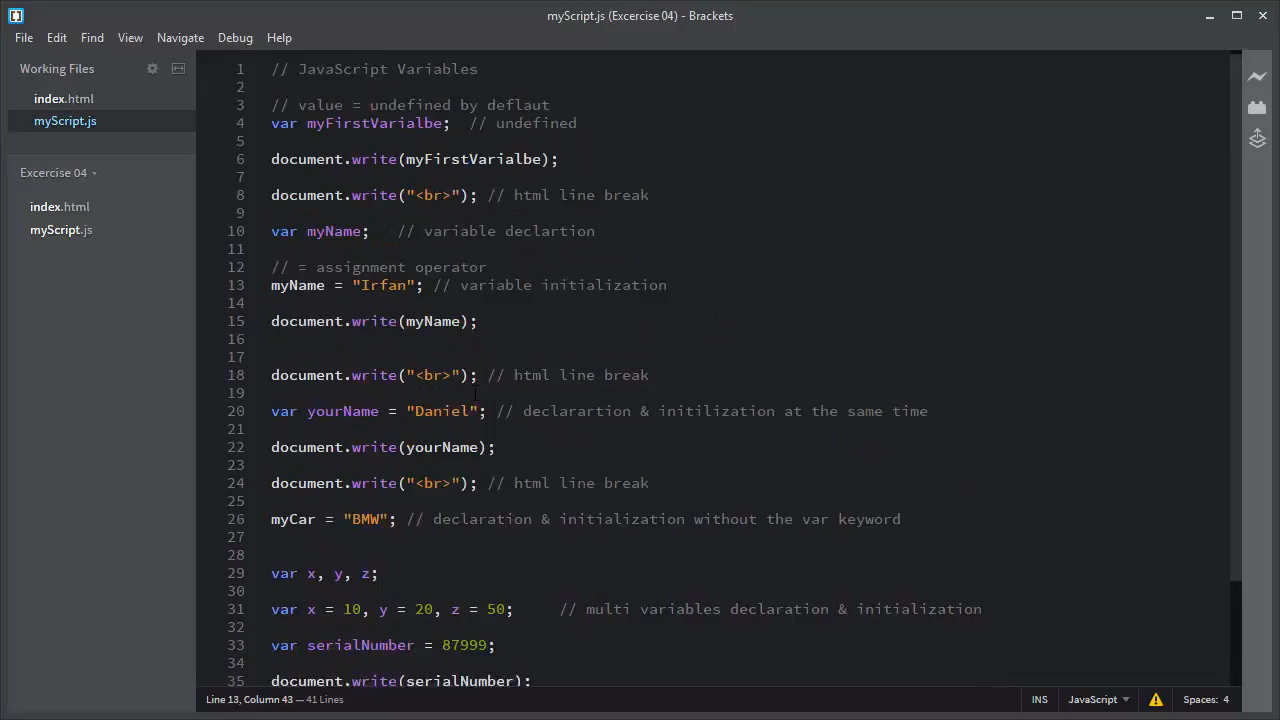 myScript.js (Excercise 04) - Brackets
File Edit Find View Navigate Debug Help
Working Files
index.html
myScript.js
Excercise 04
index.html
myScript.js
1 // JavaScript Variables
2
3 // value = undefined by deflaut
4 var myFirstVarialbe; // undefined
5
6 document.write(myFirstVarialbe);
7
8 document.write("<br>"); // html line break
9
10 var myName; // variable declartion
11
12 // = assignment operator
13 myName = "Irfan"; // variable initialization
14
15 document.write(myName);
16
17
18 document.write("<br>"); // html line break
19
20 var yourName = "Daniel"; // declarartion & initilization at the same time
21
22 document.write(yourName);
23
24 document.write("<br>"); // html line break
25
26 myCar = "BMW"; // declaration & initialization without the var keyword
27
28
29 var x, y, z;
30
31 var x = 10, y = 20, z = 50; // multi variables declaration & initialization
32
33 var serialNumber = 87999;
34
35 document.write(serialNumber);
Line 13, Column 43 — 41 Lines
INS JavaScript Spaces: 4